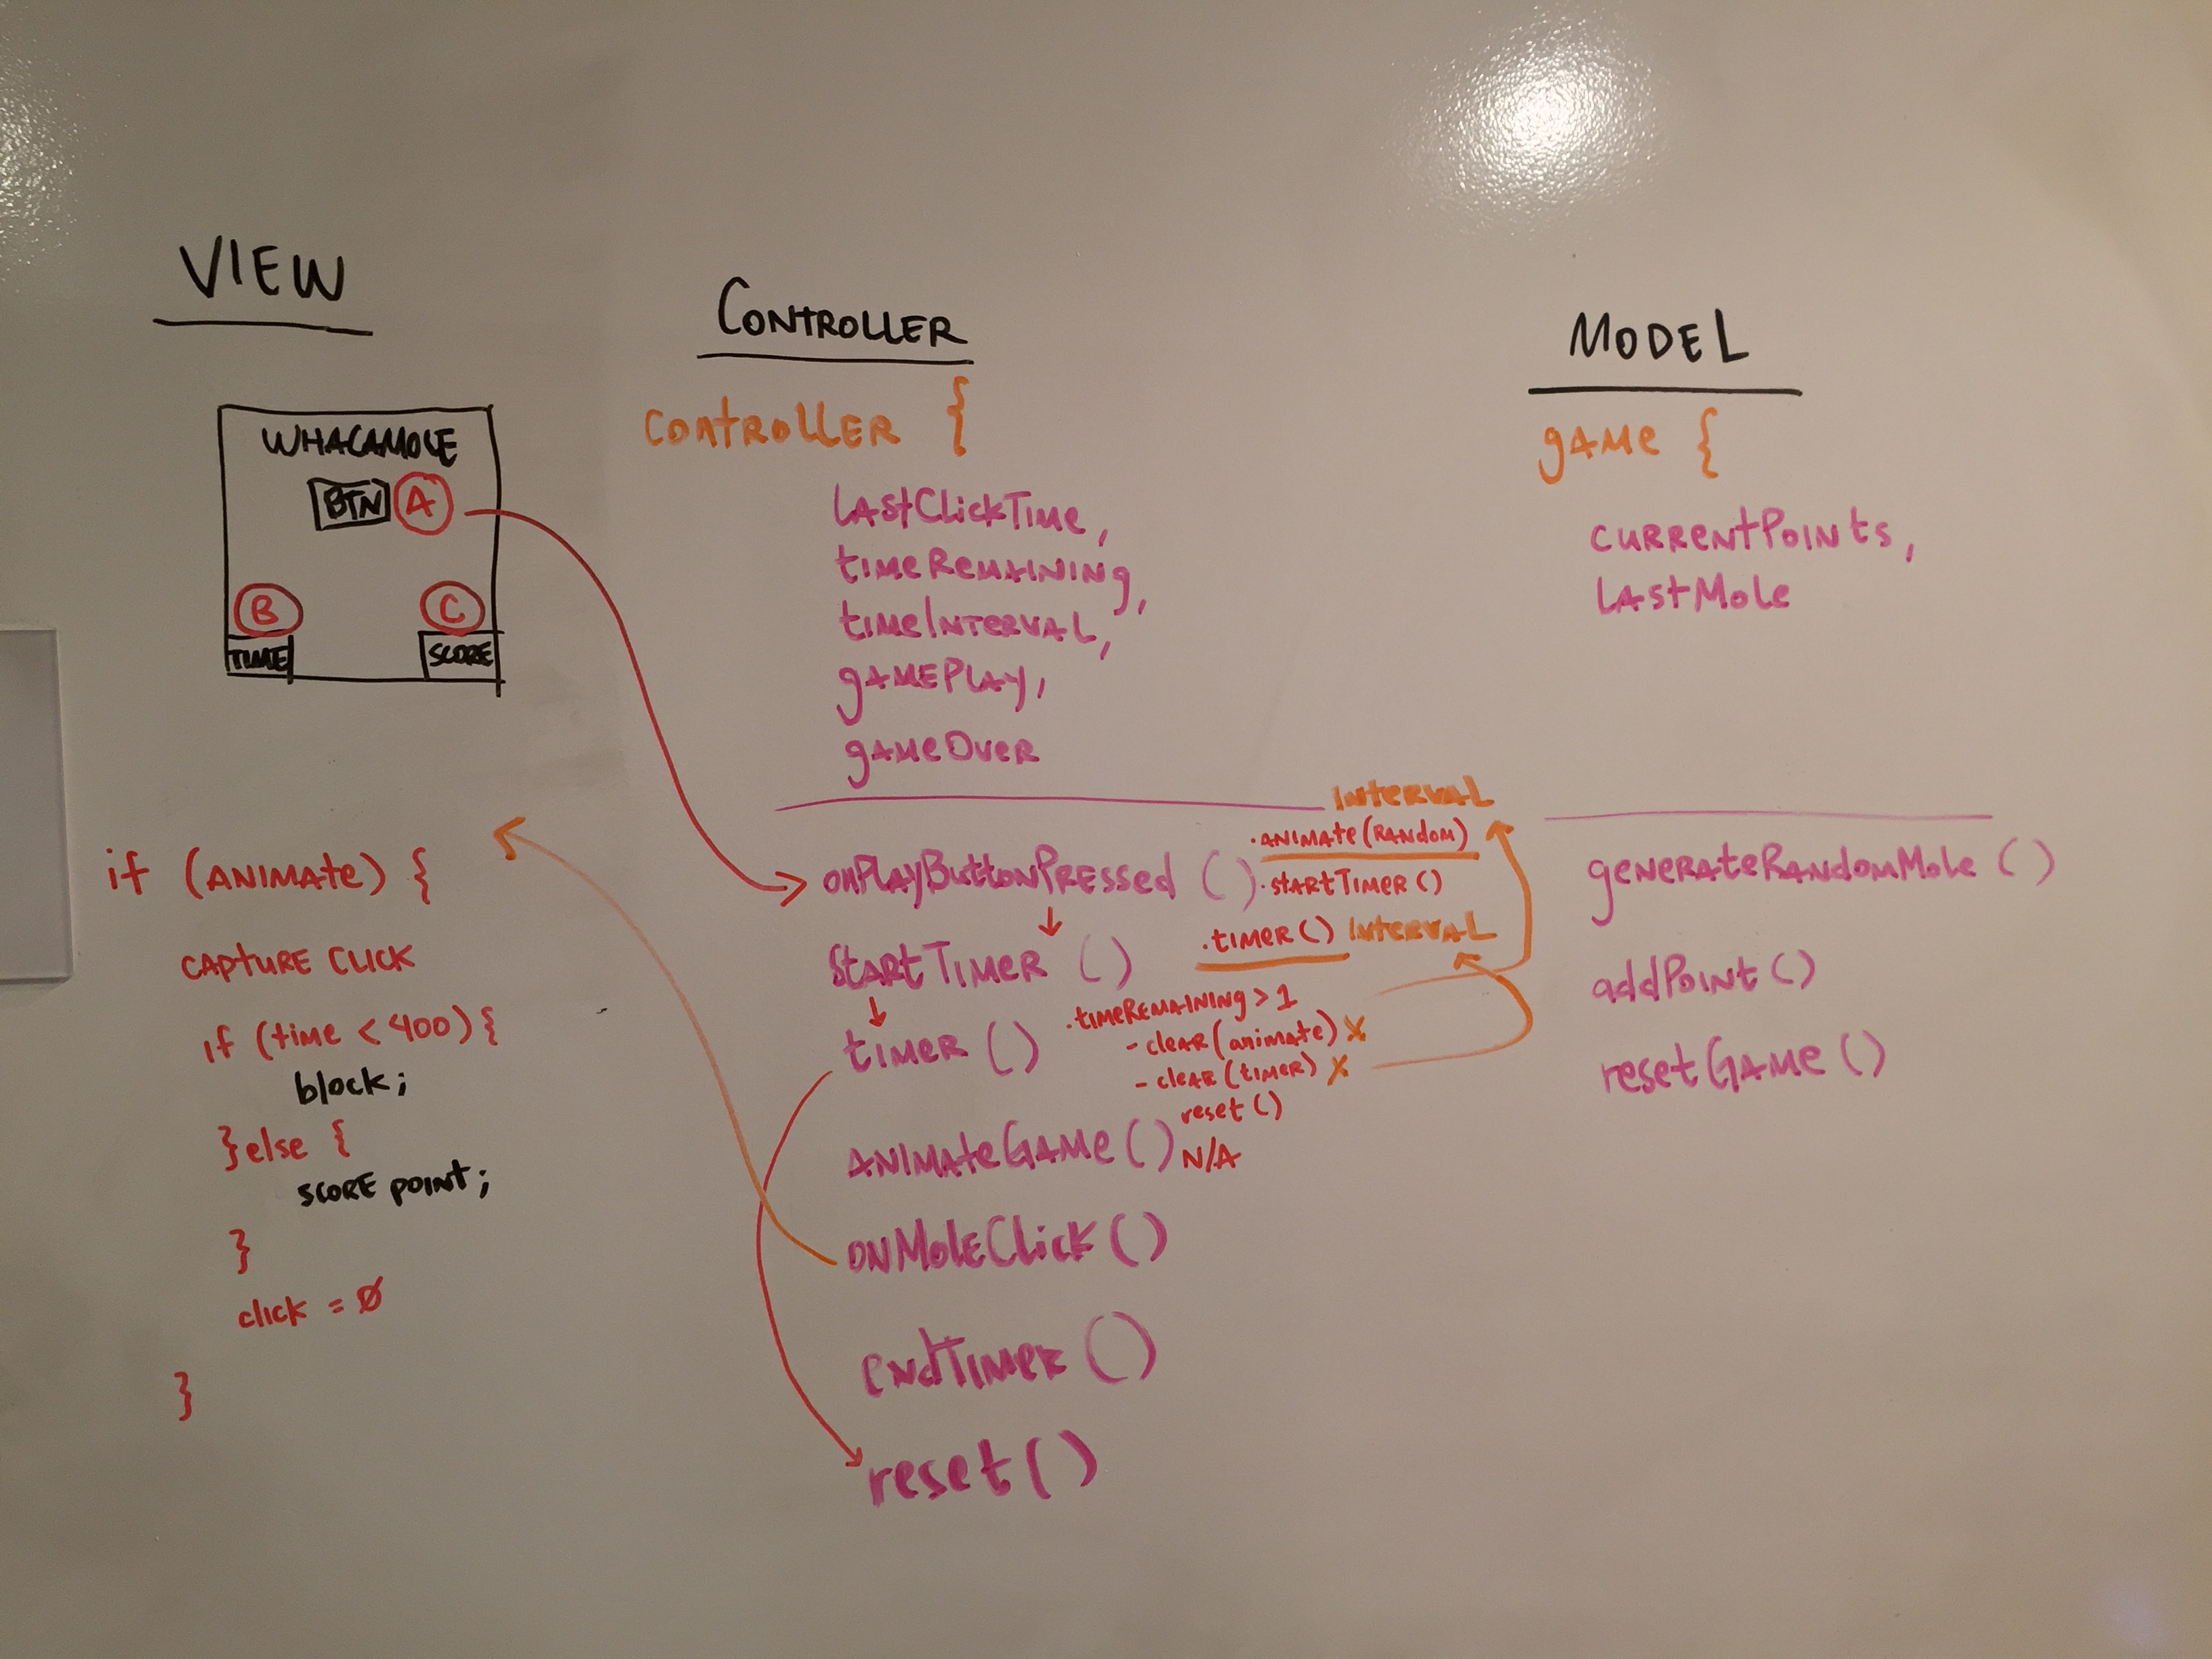 VIEW
WHACAMOLE
BTN A
B
C
TIME
SCORE
if (ANIMAte) {
CAPtURE CLICK
if (time < 400) {
block;
} else {
SCORE POINT;
}
click = Ø
}
CONTROLLER
CONtROllER {
LAStClickTime,
timeRemAINING,
timeINtERVAL,
gAMEPlAy,
gAmeOveR
onPlAyButtonPRessed ()
INteRVAL
.ANIMAte (RANdOM)
.stARtTIMER ()
StARtTIMER ()
.tIMER () INteRVAL
tIMER ()
.tIMeRemAINING > 1
- cleAR (animate) X
- cleAR (tIMER) X
reset ()
ANIMAteGAMe () N/A
ONMoleClick ()
eNdTIMeR ()
reset ()
MODEL
gAme {
cuRReNtPOINts,
LAStMole
geneRAteRANdomMole ()
addPoiNt ()
resetGAMe ()